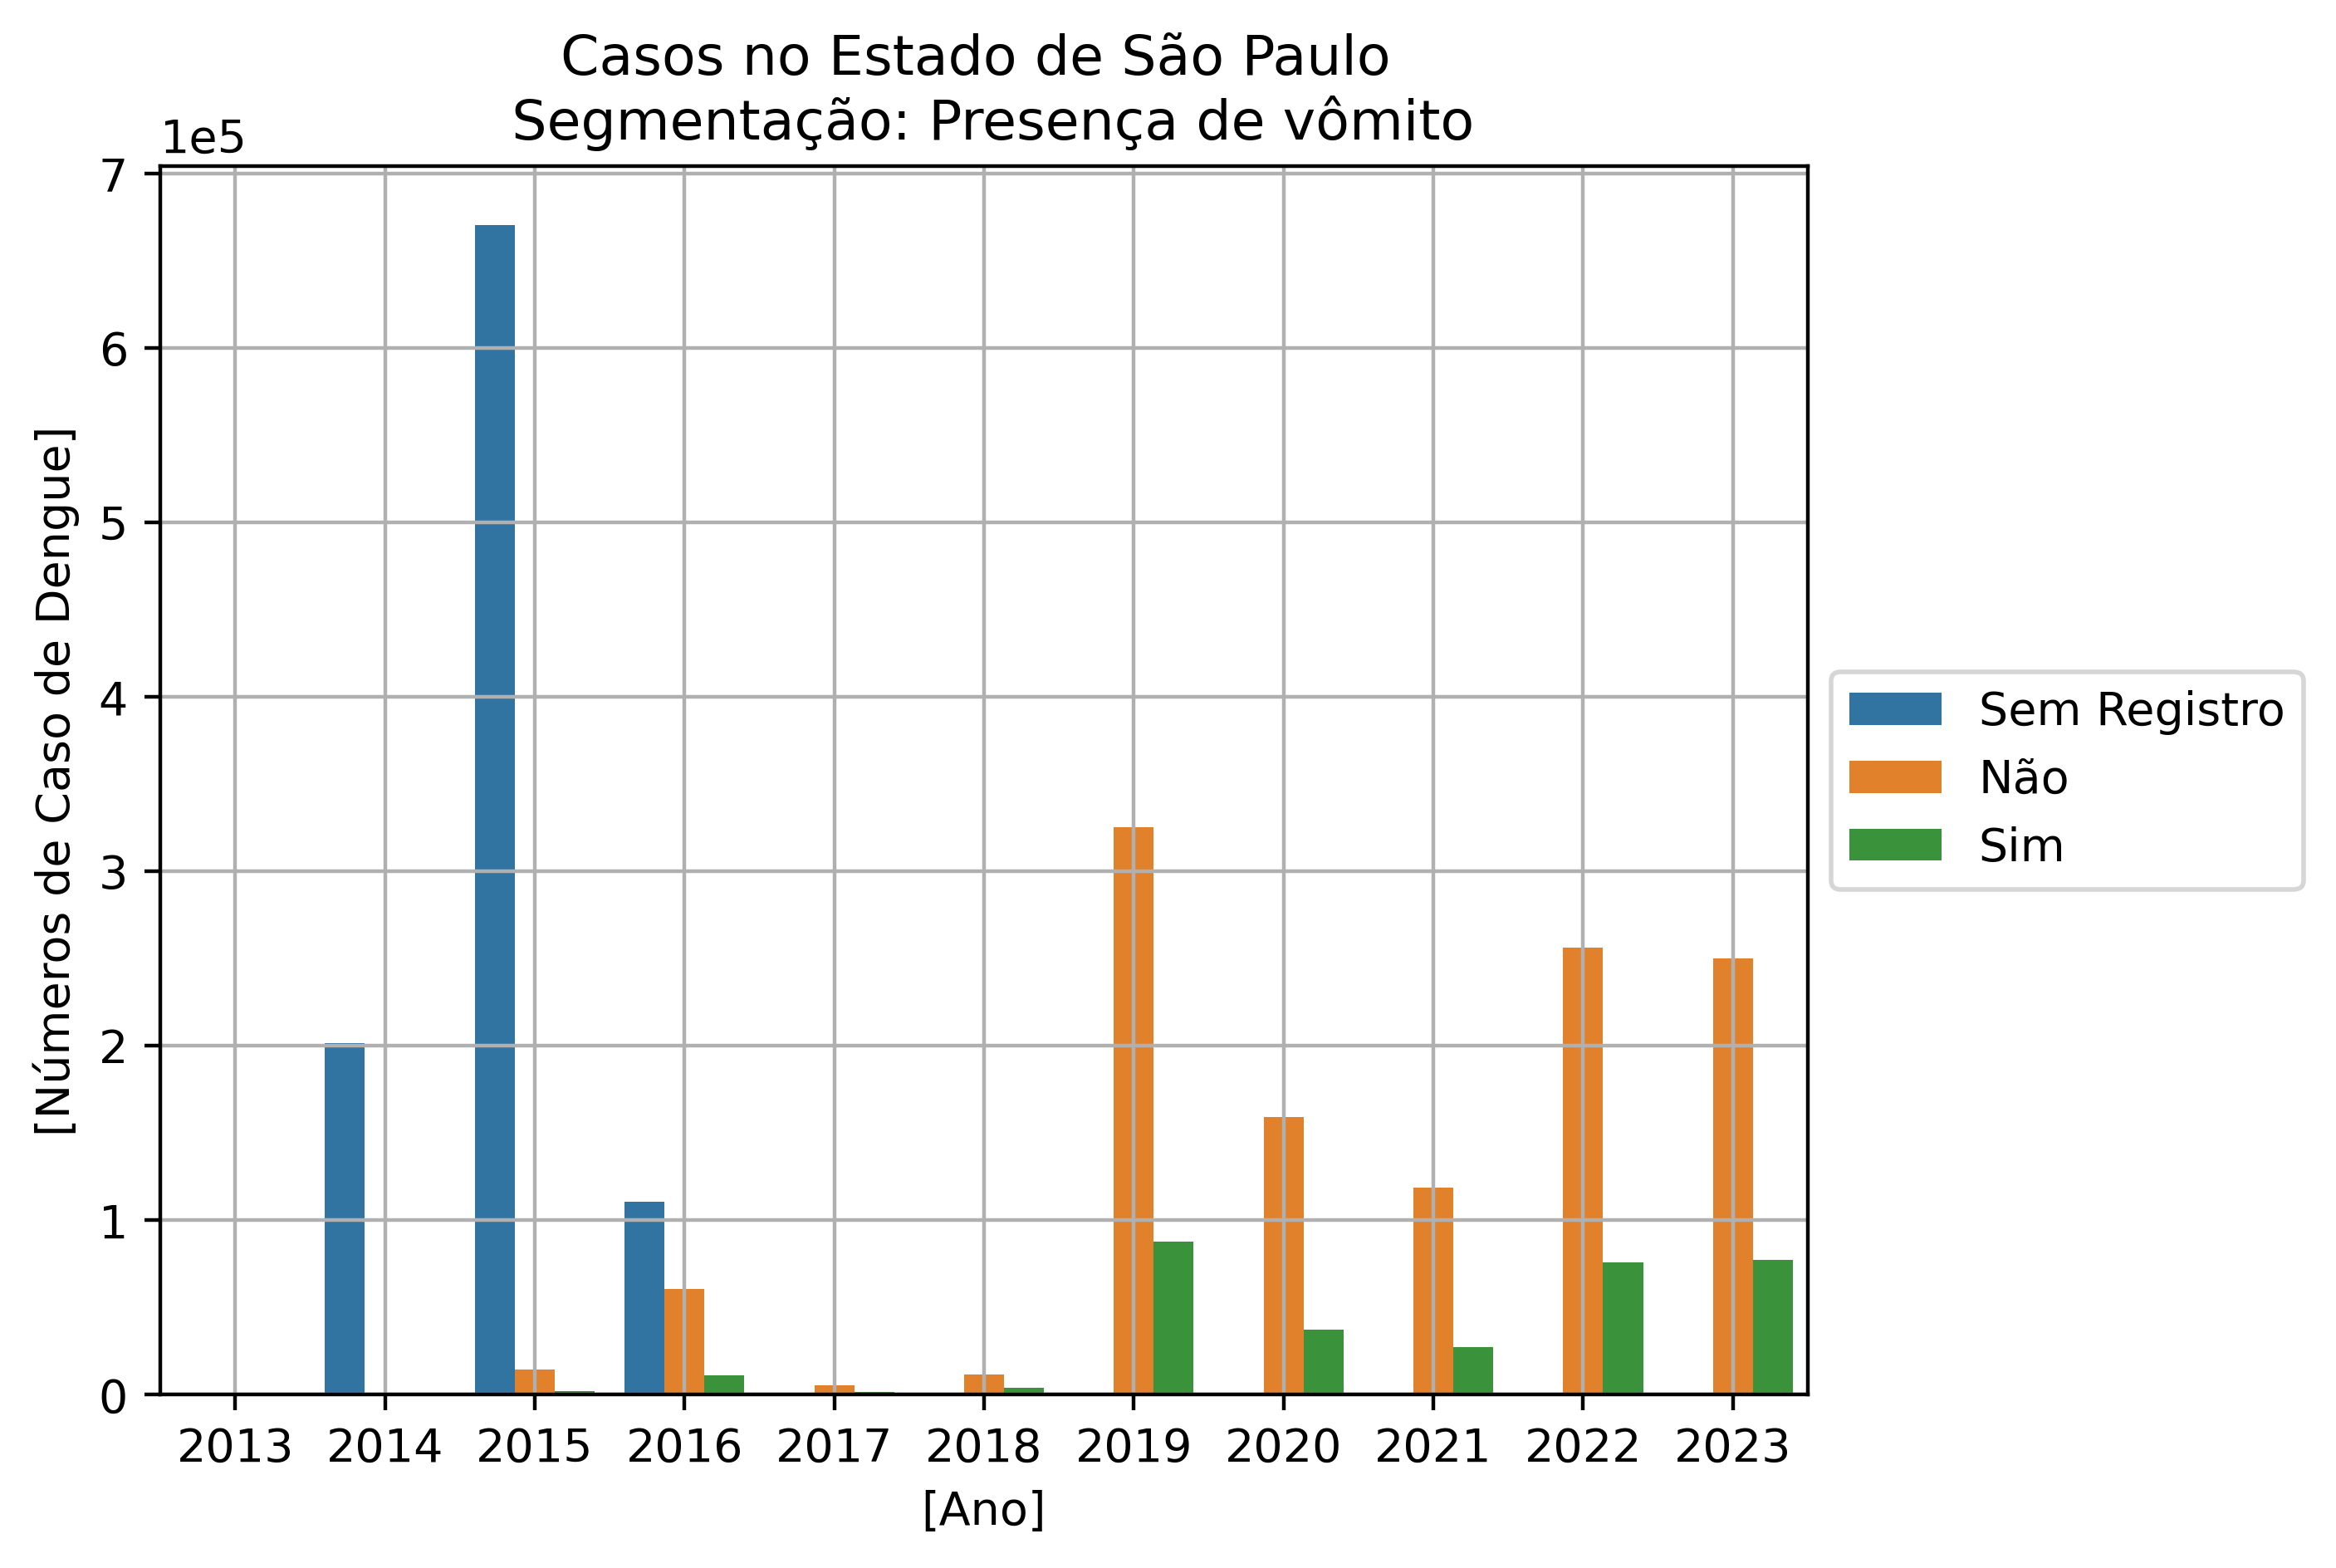 Casos no Estado de São Paulo
Segmentação: Presença de vômito
1e5
7
6
5
4
3
2
1
0
[Números de Caso de Dengue]
2013 2014 2015 2016 2017 2018 2019 2020 2021 2022 2023
[Ano]
Sem Registro
Não
Sim